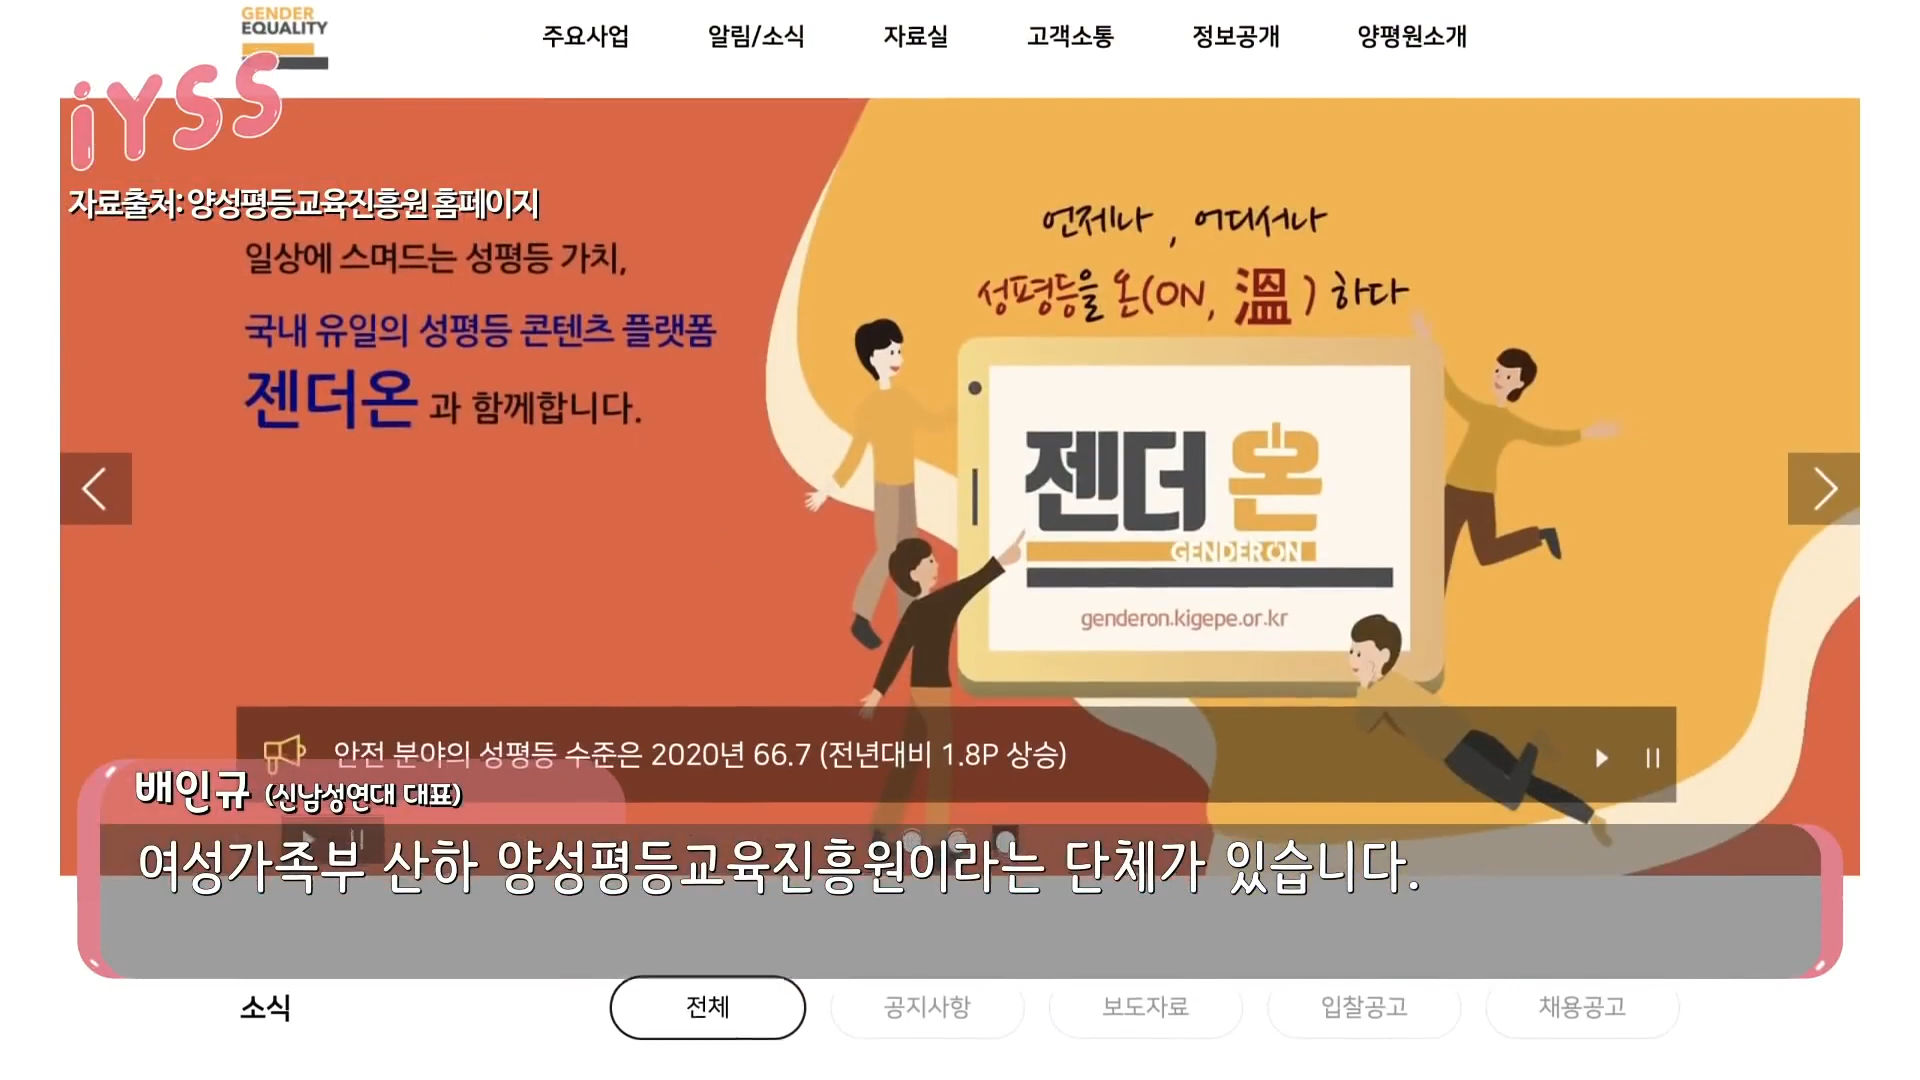 GENDER
EQUALITY
주요사업 알림/소식 자료실 고객소통 정보공개 양평원소개
iYSS
자료출처: 양성평등교육진흥원 홈페이지
일상에 스며드는 성평등 가치,
국내 유일의 성평등 콘텐츠 플랫폼
젠더온과 함께합니다.
언제나, 어디서나
성평등을 온(ON, 溫) 하다
젠더온
GENDER ON
genderon.kigepe.or.kr
안전 분야의 성평등 수준은 2020년 66.7 (전년대비 1.8P 상승)
배인규 (신남성연대 대표)
여성가족부 산하 양성평등교육진흥원이라는 단체가 있습니다.
소식 전체 공지사항 보도자료 입찰공고 채용공고